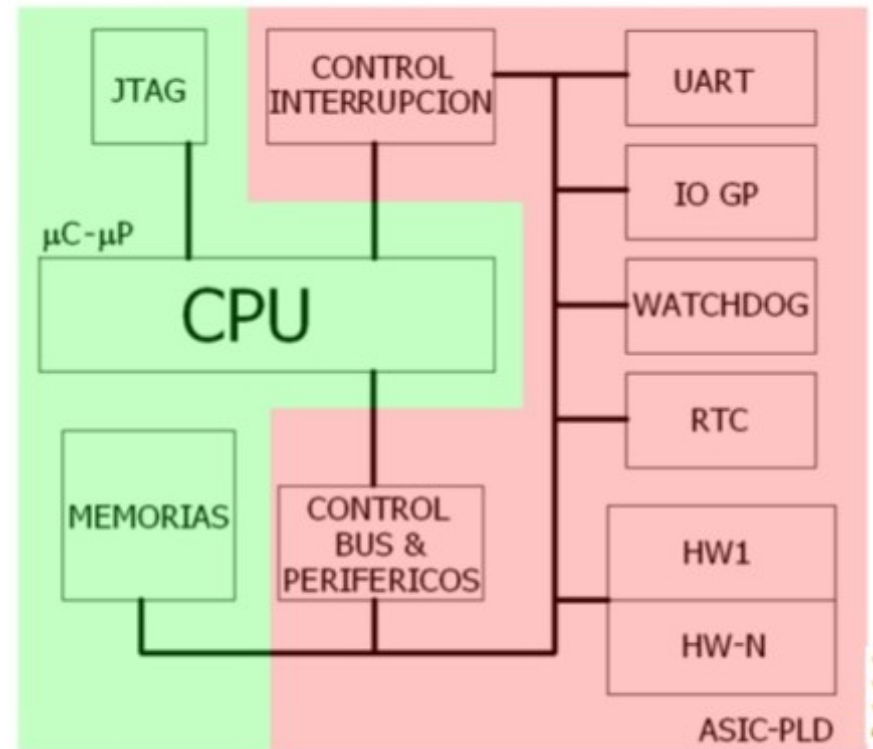 JTAG
CONTROL
INTERRUPCION
UART
IO GP
μC-μP
CPU
WATCHDOG
RTC
MEMORIAS
CONTROL
BUS &
PERIFERICOS
HW1
HW-N
ASIC-PLD